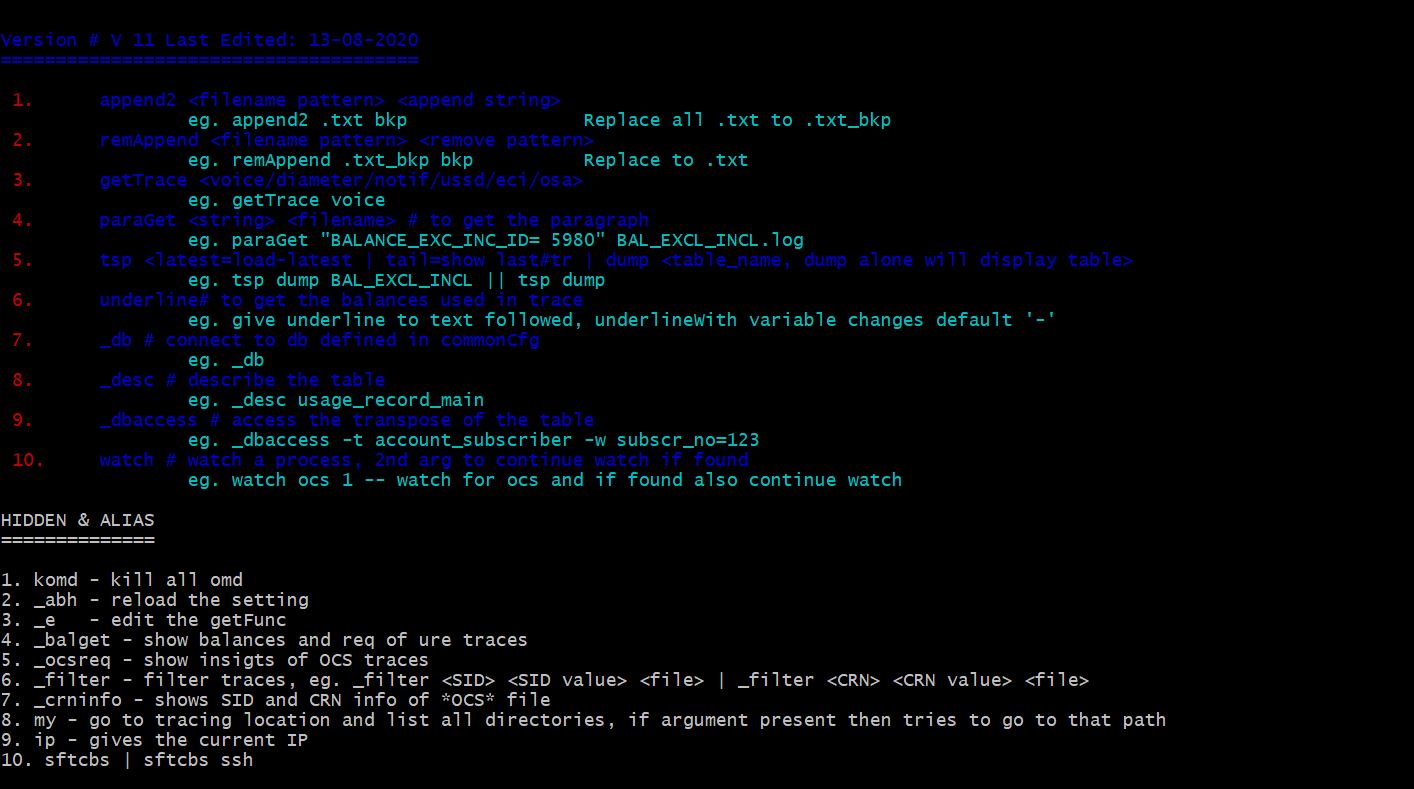 Version # V 11 Last Edited: 13-08-2020
======================================
1. append2 <filename pattern> <append string>
eg. append2 .txt bkp Replace all .txt to .txt_bkp
2. remAppend <filename pattern> <remove pattern>
eg. remAppend .txt_bkp bkp Replace to .txt
3. getTrace <voice/diameter/notif/ussd/eci/osa>
eg. getTrace voice
4. paraGet <string> <filename> # to get the paragraph
eg. paraGet "BALANCE_EXC_INC_ID= 5980" BAL_EXCL_INCL.log
5. tsp <latest=load-latest | tail=show last#tr | dump <table_name, dump alone will display table>
eg. tsp dump BAL_EXCL_INCL || tsp dump
6. underline# to get the balances used in trace
eg. give underline to text followed, underlineWith variable changes default '-'
7. _db # connect to db defined in commonCfg
eg. _db
8. _desc # describe the table
eg. _desc usage_record_main
9. _dbaccess # access the transpose of the table
eg. _dbaccess -t account_subscriber -w subscr_no=123
10. watch # watch a process, 2nd arg to continue watch if found
eg. watch ocs 1 -- watch for ocs and if found also continue watch
HIDDEN & ALIAS
==============
1. komd - kill all omd
2. _abh - reload the setting
3. _e - edit the getFunc
4. _balget - show balances and req of ure traces
5. _ocsreq - show insigts of OCS traces
6. _filter - filter traces, eg. _filter <SID> <SID value> <file> | _filter <CRN> <CRN value> <file>
7. _crninfo - shows SID and CRN info of *OCS* file
8. my - go to tracing location and list all directories, if argument present then tries to go to that path
9. ip - gives the current IP
10. sftcbs | sftcbs ssh